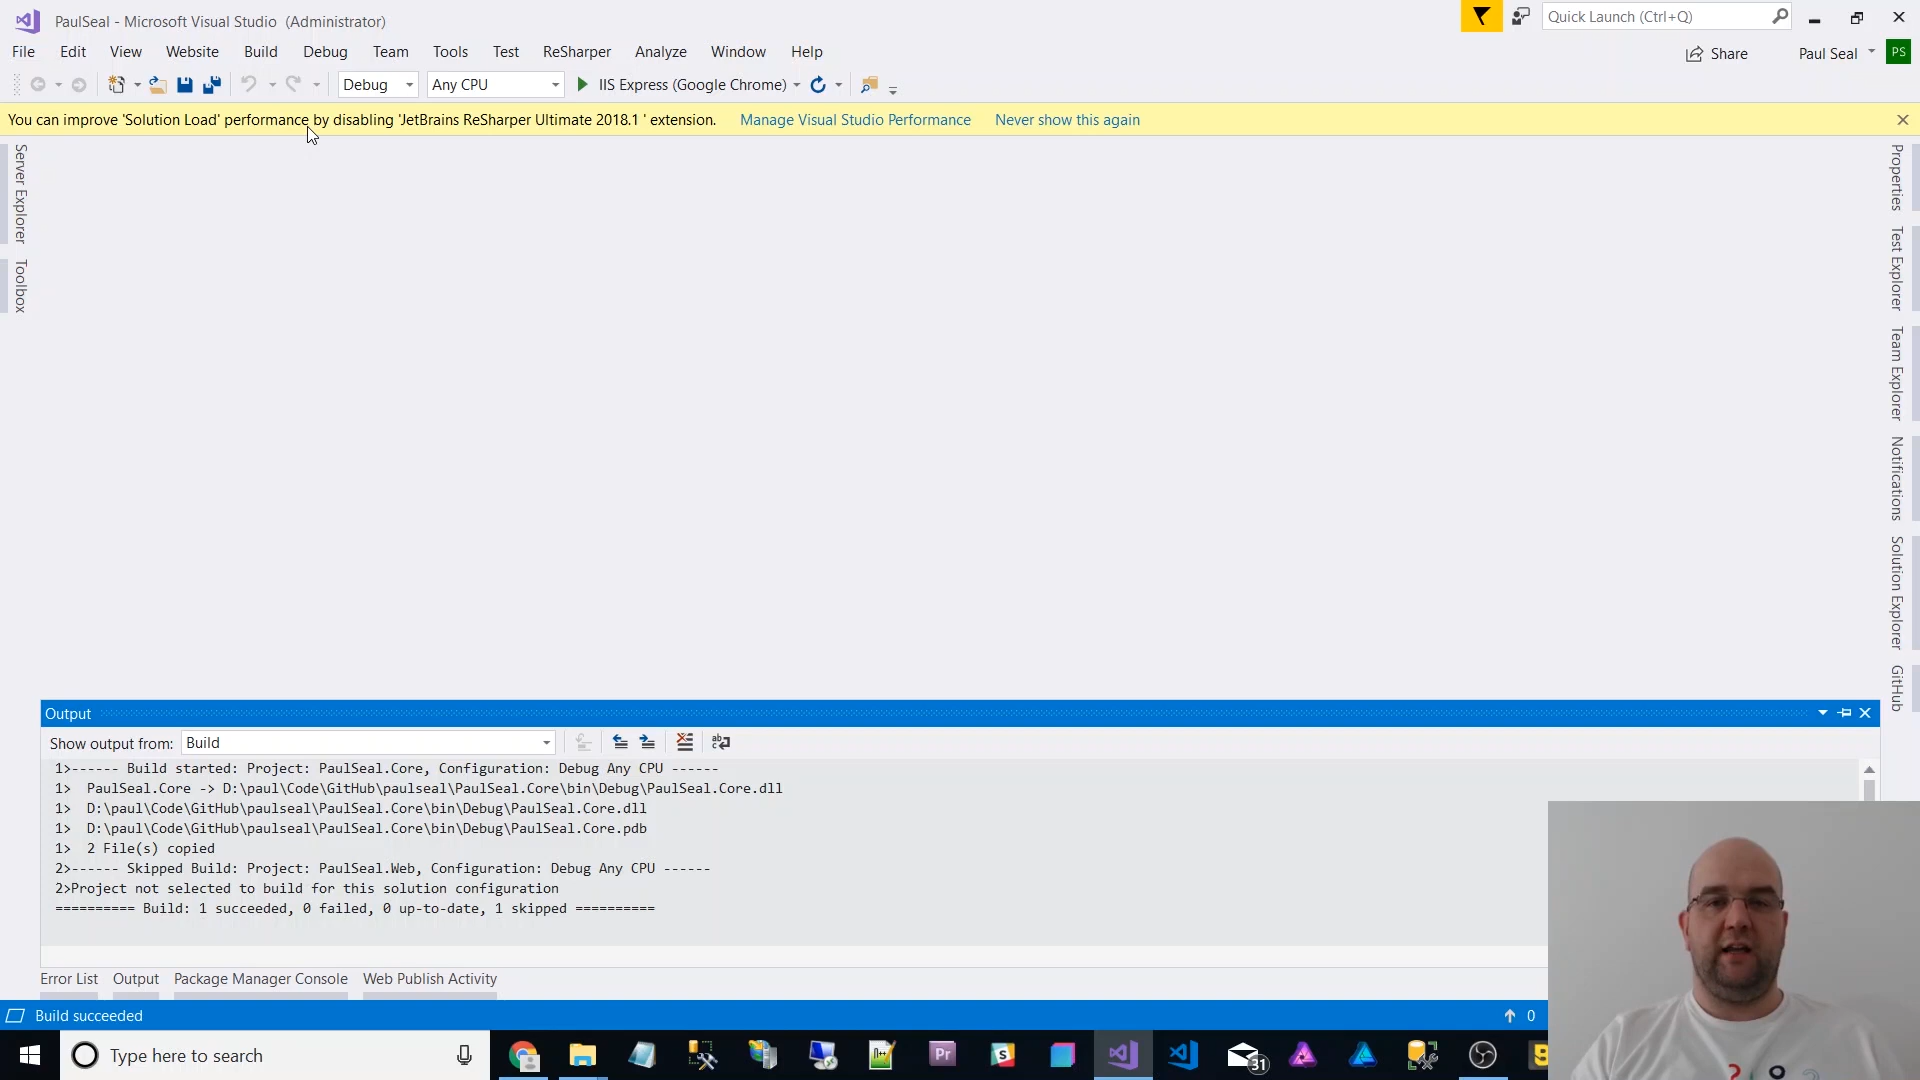 PaulSeal - Microsoft Visual Studio (Administrator)
Quick Launch (Ctrl+Q)
File Edit View Website Build Debug Team Tools Test ReSharper Analyze Window Help
Share Paul Seal PS
Debug Any CPU IIS Express (Google Chrome)
You can improve 'Solution Load' performance by disabling 'JetBrains ReSharper Ultimate 2018.1 ' extension. Manage Visual Studio Performance Never show this again
Server Explorer
Toolbox
Properties
Test Explorer
Team Explorer
Notifications
Solution Explorer
GitHub
Output
Show output from: Build
1>------ Build started: Project: PaulSeal.Core, Configuration: Debug Any CPU ------
1>  PaulSeal.Core -> D:\paul\Code\GitHub\paulseal\PaulSeal.Core\bin\Debug\PaulSeal.Core.dll
1>  D:\paul\Code\GitHub\paulseal\PaulSeal.Core\bin\Debug\PaulSeal.Core.dll
1>  D:\paul\Code\GitHub\paulseal\PaulSeal.Core\bin\Debug\PaulSeal.Core.pdb
1>  2 File(s) copied
2>------ Skipped Build: Project: PaulSeal.Web, Configuration: Debug Any CPU ------
2>Project not selected to build for this solution configuration
========== Build: 1 succeeded, 0 failed, 0 up-to-date, 1 skipped ==========
Error List Output Package Manager Console Web Publish Activity
Build succeeded
0
Type here to search
Pr
S
31